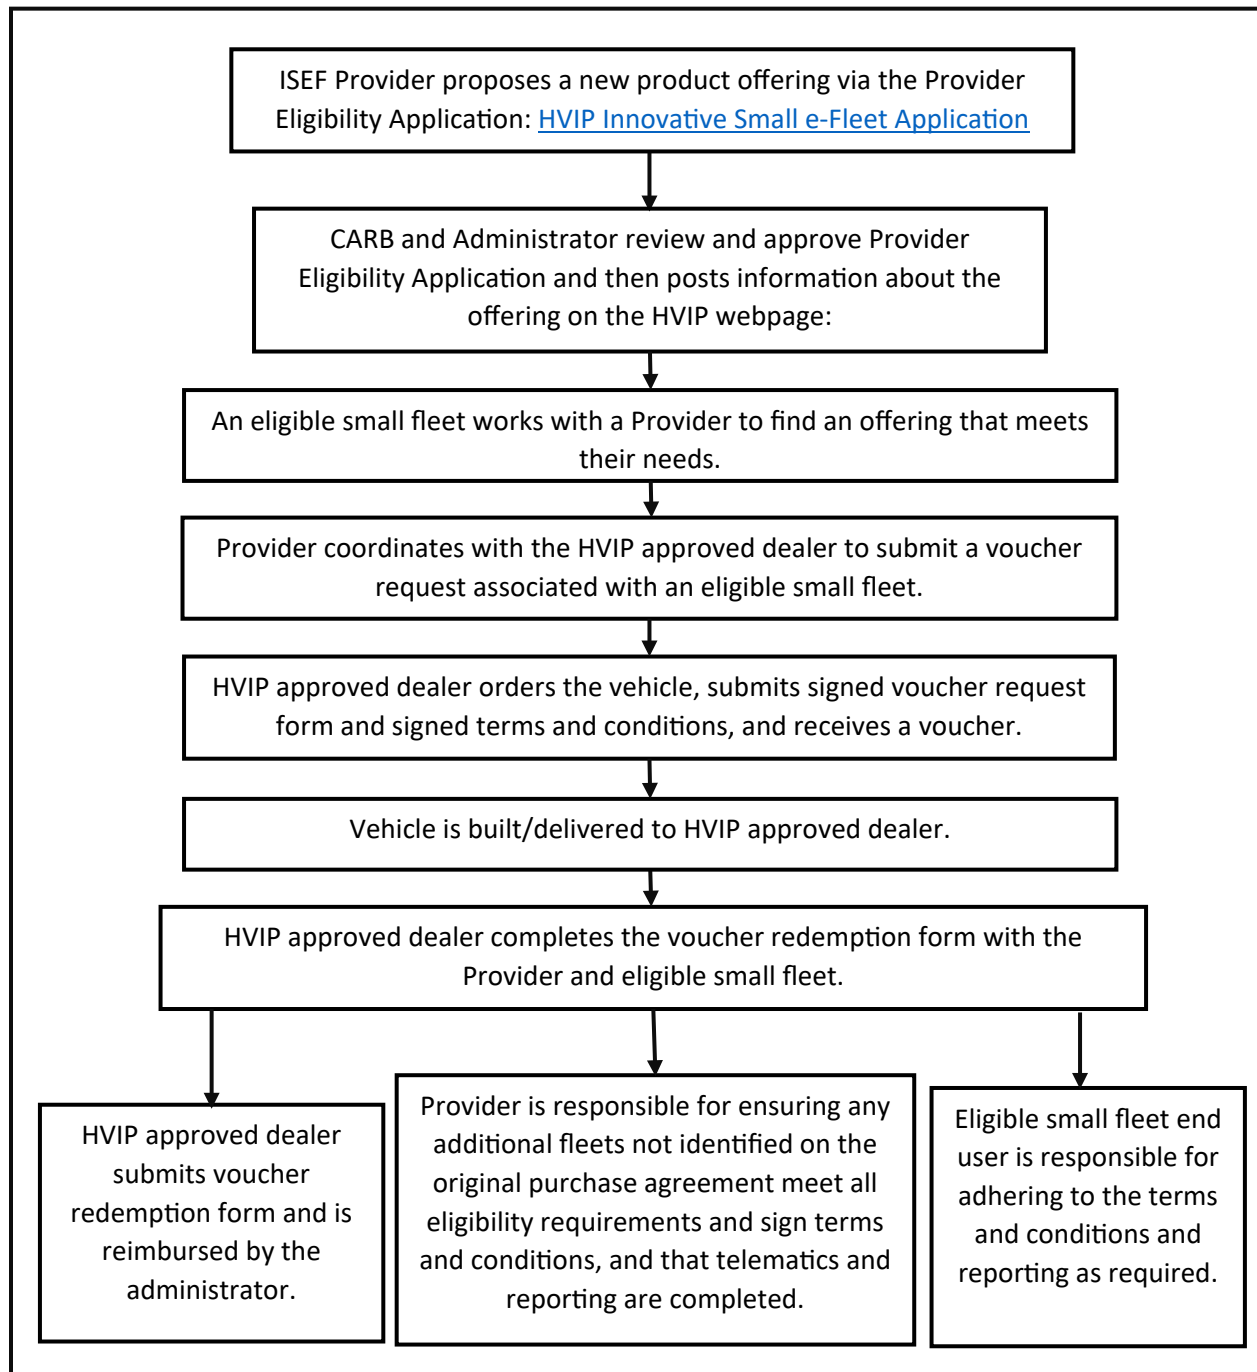 ISEF Provider proposes a new product offering via the Provider
Eligibility Application: HVIP Innovative Small e-Fleet Application
CARB and Administrator review and approve Provider
Eligibility Application and then posts information about the
offering on the HVIP webpage:
An eligible small fleet works with a Provider to find an offering that meets
their needs.
Provider coordinates with the HVIP approved dealer to submit a voucher
request associated with an eligible small fleet.
HVIP approved dealer orders the vehicle, submits signed voucher request
form and signed terms and conditions, and receives a voucher.
Vehicle is built/delivered to HVIP approved dealer.
HVIP approved dealer completes the voucher redemption form with the
Provider and eligible small fleet.
HVIP approved dealer
submits voucher
redemption form and is
reimbursed by the
administrator.
Provider is responsible for ensuring any
additional fleets not identified on the
original purchase agreement meet all
eligibility requirements and sign terms
and conditions, and that telematics and
reporting are completed.
Eligible small fleet end
user is responsible for
adhering to the terms
and conditions and
reporting as required.